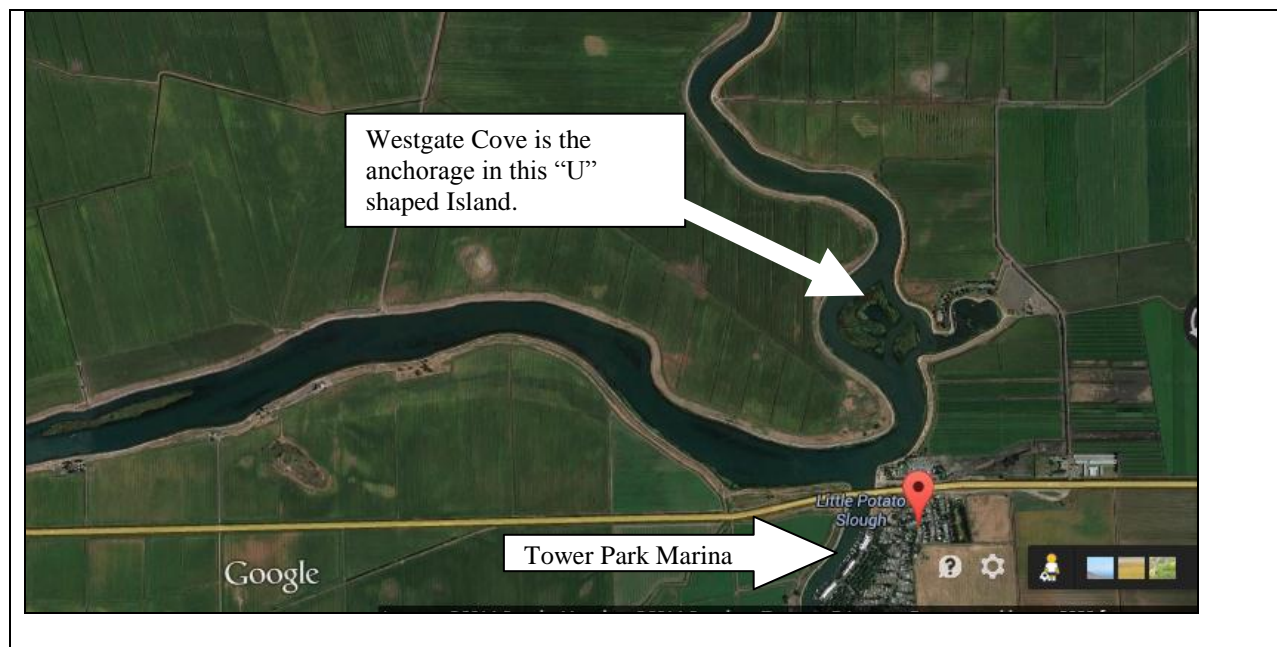 Westgate Cove is the
anchorage in this “U”
shaped Island.
Little Potato
Slough
Tower Park Marina
Google